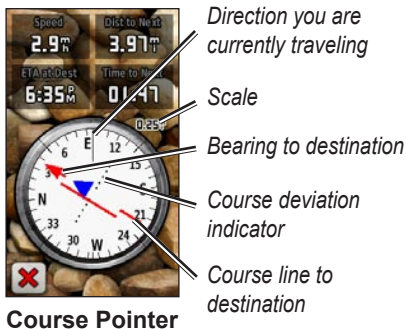 Speed
Dist to Next
2.9
3.97
ETA at Dest
Time to Next
6:35
01:47
0.25
E
6
12
3
15
N
S
33
21
30
24
W
Direction you are
currently traveling
Scale
Bearing to destination
Course deviation
indicator
Course line to
destination
Course Pointer